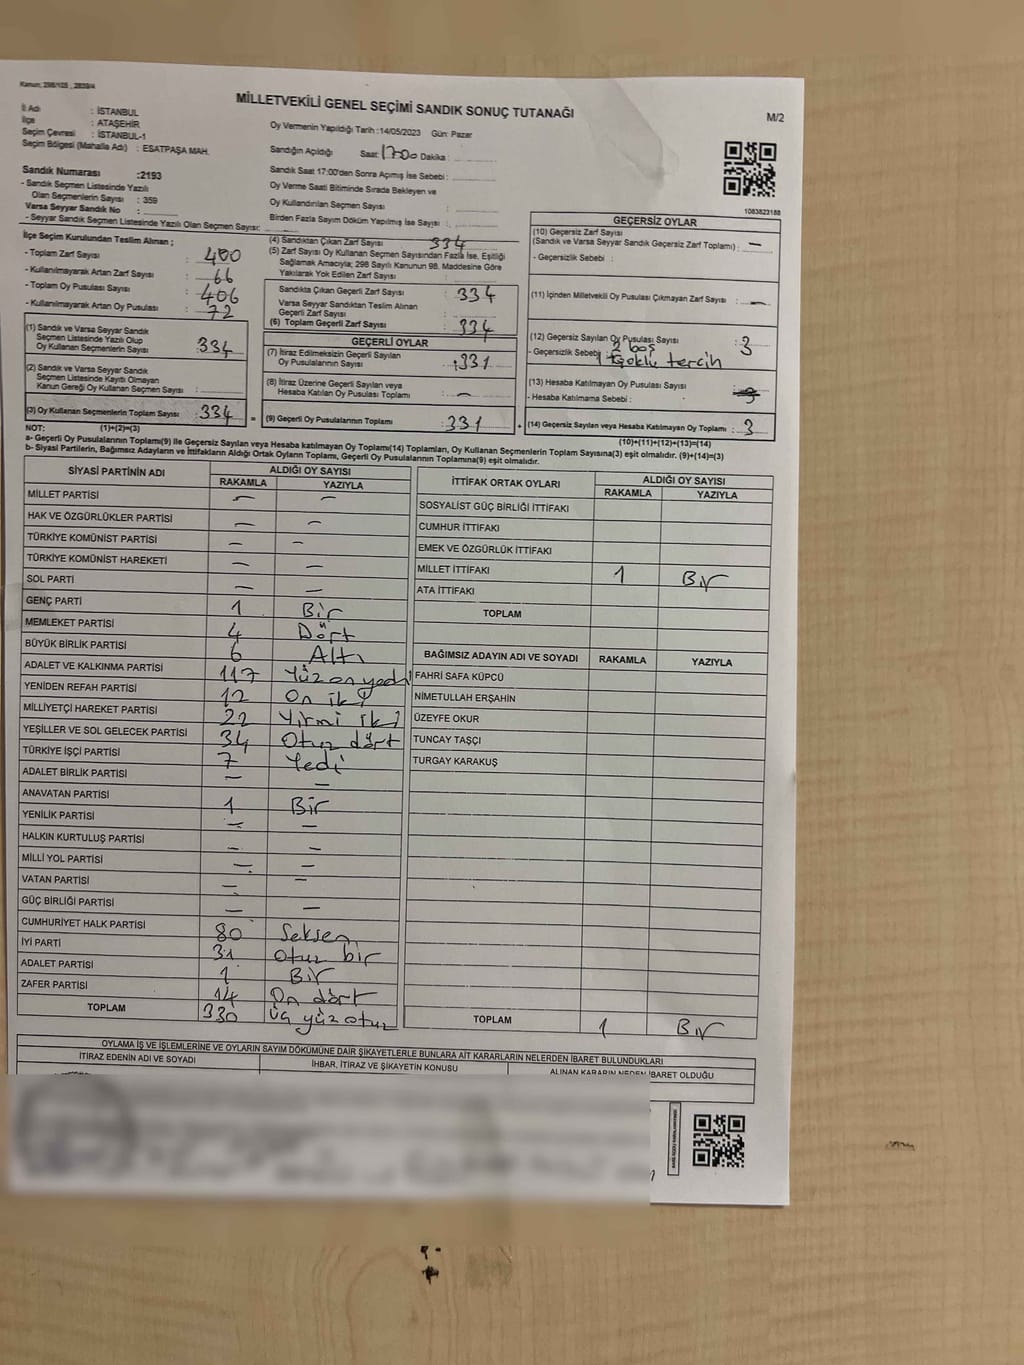 Kanun: 298/105 , 2839/4
MİLLETVEKİLİ GENEL SEÇİMİ SANDIK SONUÇ TUTANAĞI
M/2
İl Adı : İSTANBUL
İlçe : ATAŞEHİR
Seçim Çevresi : İSTANBUL-1
Seçim Bölgesi (Mahalle Adı) : ESATPAŞA MAH.
Sandık Numarası :2193
- Sandık Seçmen Listesinde Yazılı
Olan Seçmenlerin Sayısı : 359
Varsa Seyyar Sandık No :
- Seyyar Sandık Seçmen Listesinde Yazılı Olan Seçmen Sayısı:
Oy Vermenin Yapıldığı Tarih :14/05/2023 Gün: Pazar
Sandığın Açıldığı Saat: 17:00 Dakika :
Sandık Saat 17:00'den Sonra Açımış İse Sebebi :
Oy Verme Saati Bitiminde Sırada Bekleyen ve
Oy Kullandırılan Seçmen Sayısı :
Birden Fazla Sayım Döküm Yapılmış İse Sayısı :
1083823188
İlçe Seçim Kurulundan Teslim Alınan ;
- Toplam Zarf Sayısı : 400
- Kullanılmayarak Artan Zarf Sayısı : 66
- Toplam Oy Pusulası Sayısı : 406
- Kullanılmayarak Artan Oy Pusulası : 72
(1) Sandık ve Varsa Seyyar Sandık
Seçmen Listesinde Yazılı Olup
Oy Kullanan Seçmenlerin Sayısı : 334
(2) Sandık ve Varsa Seyyar Sandık
Seçmen Listesinde Kayıtlı Olmayan
Kanun Gereği Oy Kullanan Seçmen Sayısı :
(3) Oy Kullanan Seçmenlerin Toplam Sayısı : 334 =
(4) Sandıktan Çıkan Zarf Sayısı 334
(5) Zarf Sayısı Oy Kullanan Seçmen Sayısından Fazla İse, Eşitliği
Sağlamak Amacıyla; 298 Sayılı Kanunun 98. Maddesine Göre
Yakılarak Yok Edilen Zarf Sayısı :
Sandıkta Çıkan Geçerli Zarf Sayısı : 334
Varsa Seyyar Sandıktan Teslim Alınan
Geçerli Zarf Sayısı :
(6) Toplam Geçerli Zarf Sayısı : 334
GEÇERLİ OYLAR
(7) İtiraz Edilmeksizin Geçerli Sayılan
Oy Pusulalarının Sayısı : 331
(8) İtiraz Üzerine Geçerli Sayılan veya
Hesaba Katılan Oy Pusulası Toplamı : —
(9) Geçerli Oy Pusulalarının Toplamı : 331 +
GEÇERSİZ OYLAR
(10) Geçersiz Zarf Sayısı
(Sandık ve Varsa Seyyar Sandık Geçersiz Zarf Toplamı) : —
- Geçersizlik Sebebi :
(11) İçinden Milletvekili Oy Pusulası Çıkmayan Zarf Sayısı : —
(12) Geçersiz Sayılan Oy Pusulası Sayısı : 3
2 boş
- Geçersizlik Sebebi : 1 çoklu tercih
(13) Hesaba Katılmayan Oy Pusulası Sayısı
- Hesaba Katılmama Sebebi :
(14) Geçersiz Sayılan veya Hesaba Katılmayan Oy Toplamı : 3
NOT: (1)+(2)=(3) (10)+(11)+(12)+(13)=(14)
a- Geçerli Oy Pusulalarının Toplamı(9) ile Geçersiz Sayılan veya Hesaba katılmayan Oy Toplamı(14) Toplamları, Oy Kullanan Seçmenlerin Toplam Sayısına(3) eşit olmalıdır. (9)+(14)=(3)
b- Siyasi Partilerin, Bağımsız Adayların ve İttifakların Aldığı Ortak Oyların Toplamı, Geçerli Oy Pusulalarının Toplamına(9) eşit olmalıdır.
SİYASİ PARTİNİN ADI ALDIĞI OY SAYISI
RAKAMLA YAZIYLA
MİLLET PARTİSİ — —
HAK VE ÖZGÜRLÜKLER PARTİSİ — —
TÜRKİYE KOMÜNİST PARTİSİ — —
TÜRKİYE KOMÜNİST HAREKETİ — —
SOL PARTİ — —
GENÇ PARTİ 1 Bir
MEMLEKET PARTİSİ 4 Dört
BÜYÜK BİRLİK PARTİSİ 6 Altı
ADALET VE KALKINMA PARTİSİ 117 Yüz on yedi
YENİDEN REFAH PARTİSİ 12 On iki
MİLLİYETÇİ HAREKET PARTİSİ 22 Yirmi iki
YEŞİLLER VE SOL GELECEK PARTİSİ 34 Otuz dört
TÜRKİYE İŞÇİ PARTİSİ 7 Yedi
ADALET BİRLİK PARTİSİ — —
ANAVATAN PARTİSİ 1 Bir
YENİLİK PARTİSİ — —
HALKIN KURTULUŞ PARTİSİ — —
MİLLİ YOL PARTİSİ — —
VATAN PARTİSİ — —
GÜÇ BİRLİĞİ PARTİSİ — —
CUMHURİYET HALK PARTİSİ 80 Seksen
İYİ PARTİ 31 Otuz bir
ADALET PARTİSİ 1 Bir
ZAFER PARTİSİ 14 On dört
TOPLAM 330 üç yüz otuz
İTTİFAK ORTAK OYLARI ALDIĞI OY SAYISI
RAKAMLA YAZIYLA
SOSYALİST GÜÇ BİRLİĞİ İTTİFAKI
CUMHUR İTTİFAKI
EMEK VE ÖZGÜRLÜK İTTİFAKI
MİLLET İTTİFAKI 1 Bir
ATA İTTİFAKI
TOPLAM
BAĞIMSIZ ADAYIN ADI VE SOYADI RAKAMLA YAZIYLA
FAHRİ SAFA KÜPCÜ
NİMETULLAH ERŞAHİN
ÜZEYFE OKUR
TUNCAY TAŞÇI
TURGAY KARAKUŞ
TOPLAM 1 Bir
OYLAMA İŞ VE İŞLEMLERİNE VE OYLARIN SAYIM DÖKÜMÜNE DAİR ŞİKAYETLERLE BUNLARA AİT KARARLARIN NELERDEN İBARET BULUNDUKLARI
İTİRAZ EDENİN ADI VE SOYADI İHBAR, İTİRAZ VE ŞİKAYETİN KONUSU ALINAN KARARIN NEDEN İBARET OLDUĞU